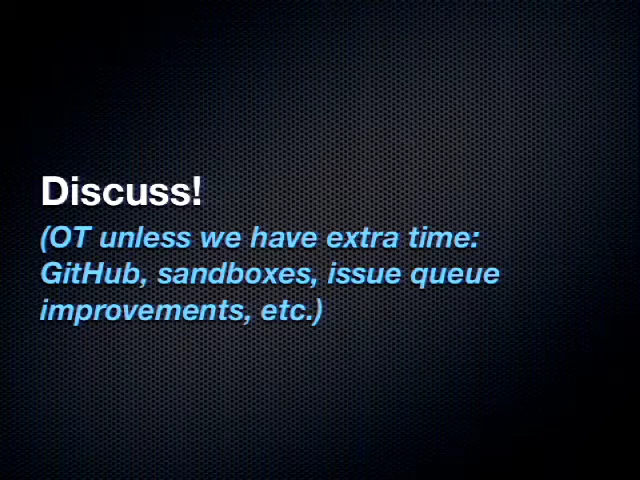 Discuss!
(OT unless we have extra time:
GitHub, sandboxes, issue queue
improvements, etc.)